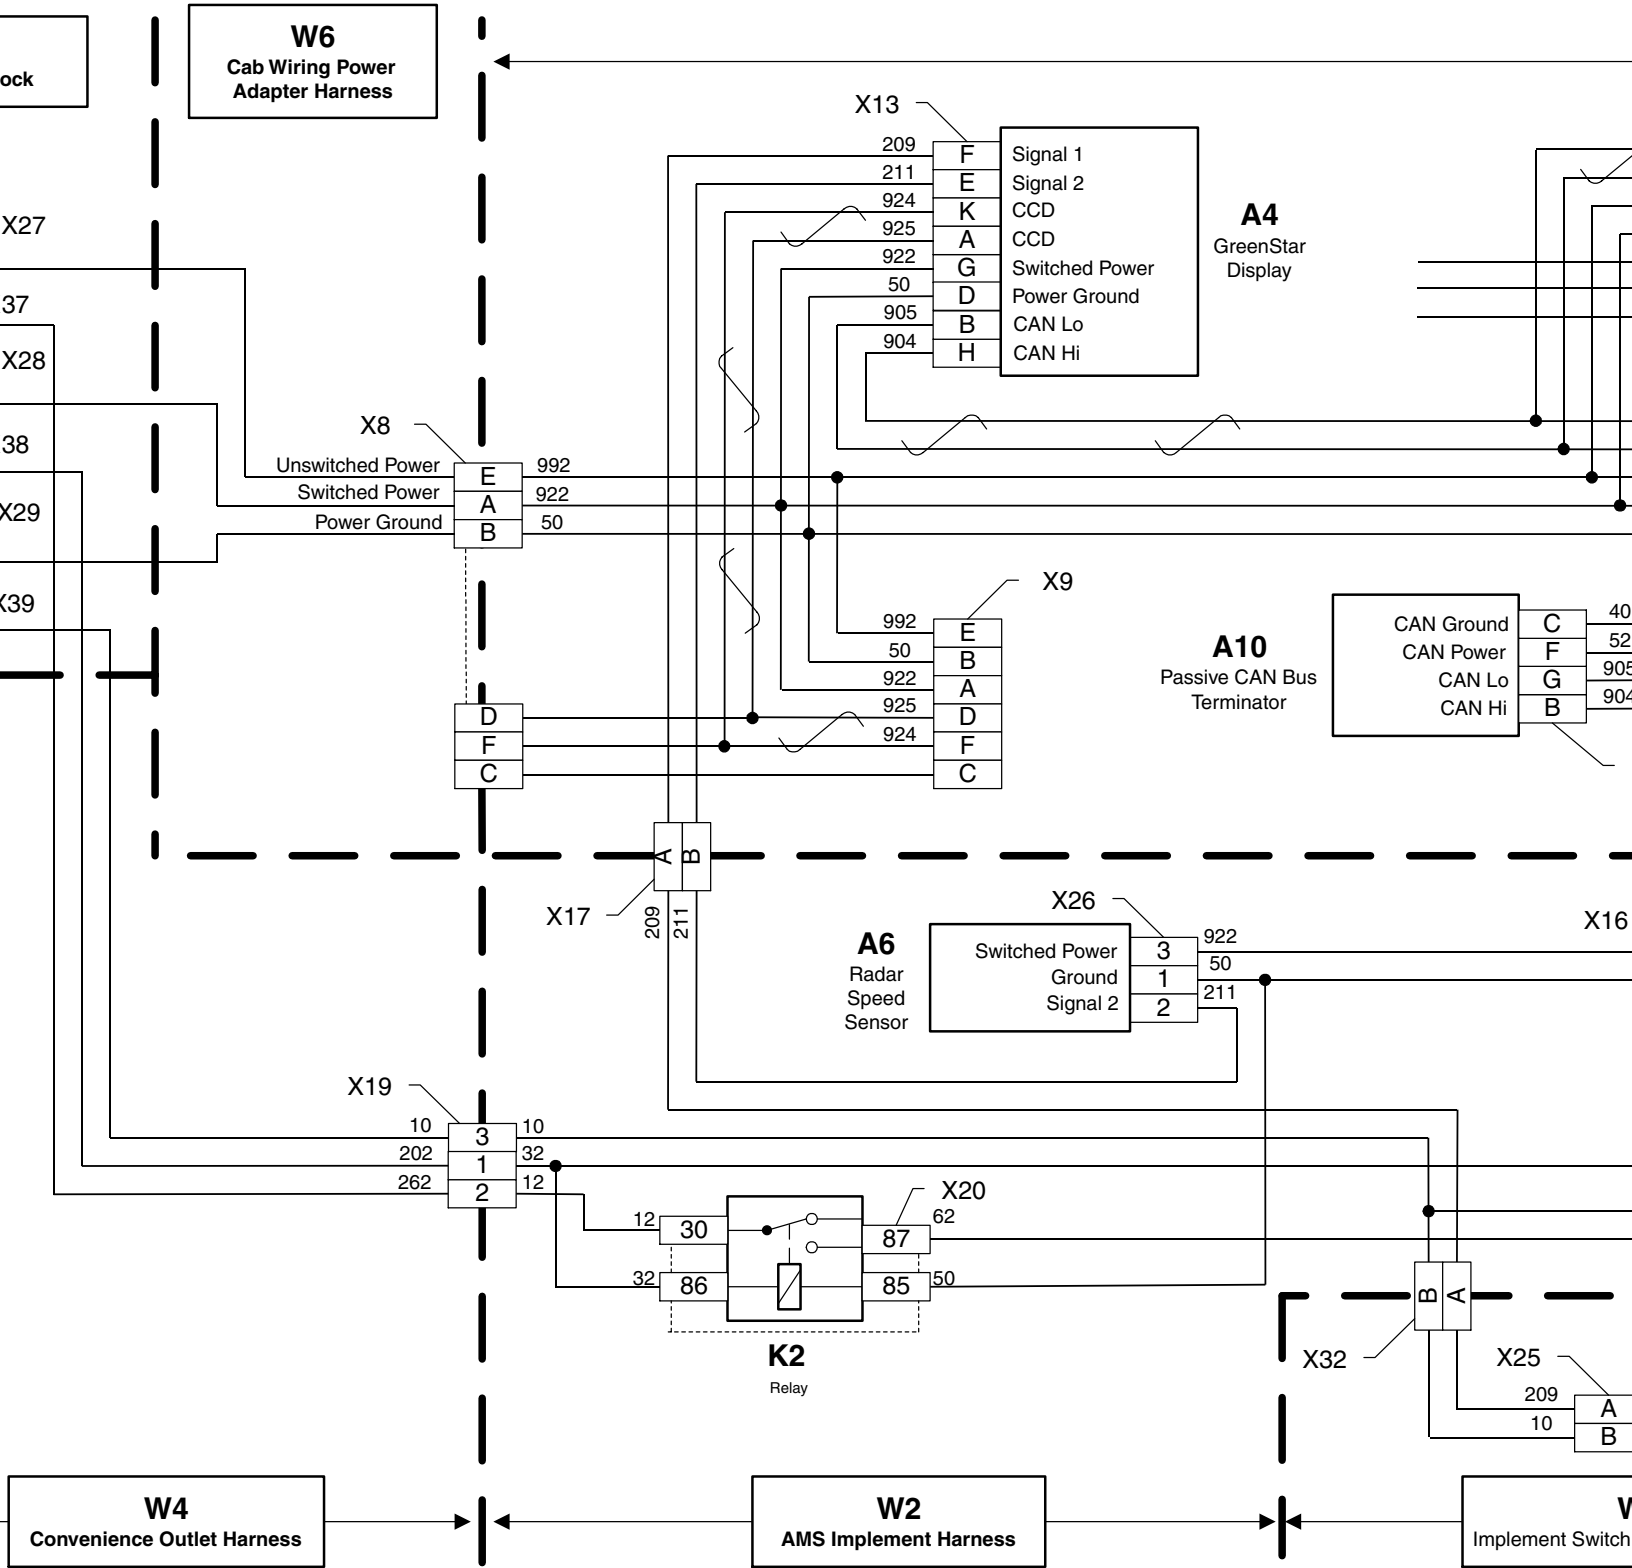 ock
W6
Cab Wiring Power
Adapter Harness
X13
209
F
Signal 1
211
E
Signal 2
924
K
CCD
925
A
CCD
922
G
Switched Power
50
D
Power Ground
905
B
CAN Lo
904
H
CAN Hi
A4
GreenStar
Display
X27
37
X28
38
X29
X39
X8
Unswitched Power
E
992
Switched Power
A
922
Power Ground
B
50
D
F
C
X9
992
E
50
B
922
A
925
D
924
F
C
A10
Passive CAN Bus
Terminator
CAN Ground
C
40
CAN Power
F
52
CAN Lo
G
905
CAN Hi
B
904
A
B
X17
209
211
X26
X16
A6
Radar
Speed
Sensor
Switched Power
3
922
Ground
1
50
Signal 2
2
211
X19
10
3
10
202
1
32
262
2
12
X20
12
30
87
62
32
86
85
50
K2
Relay
B
A
X32
X25
209
A
10
B
W4
Convenience Outlet Harness
W2
AMS Implement Harness
W
Implement Switch